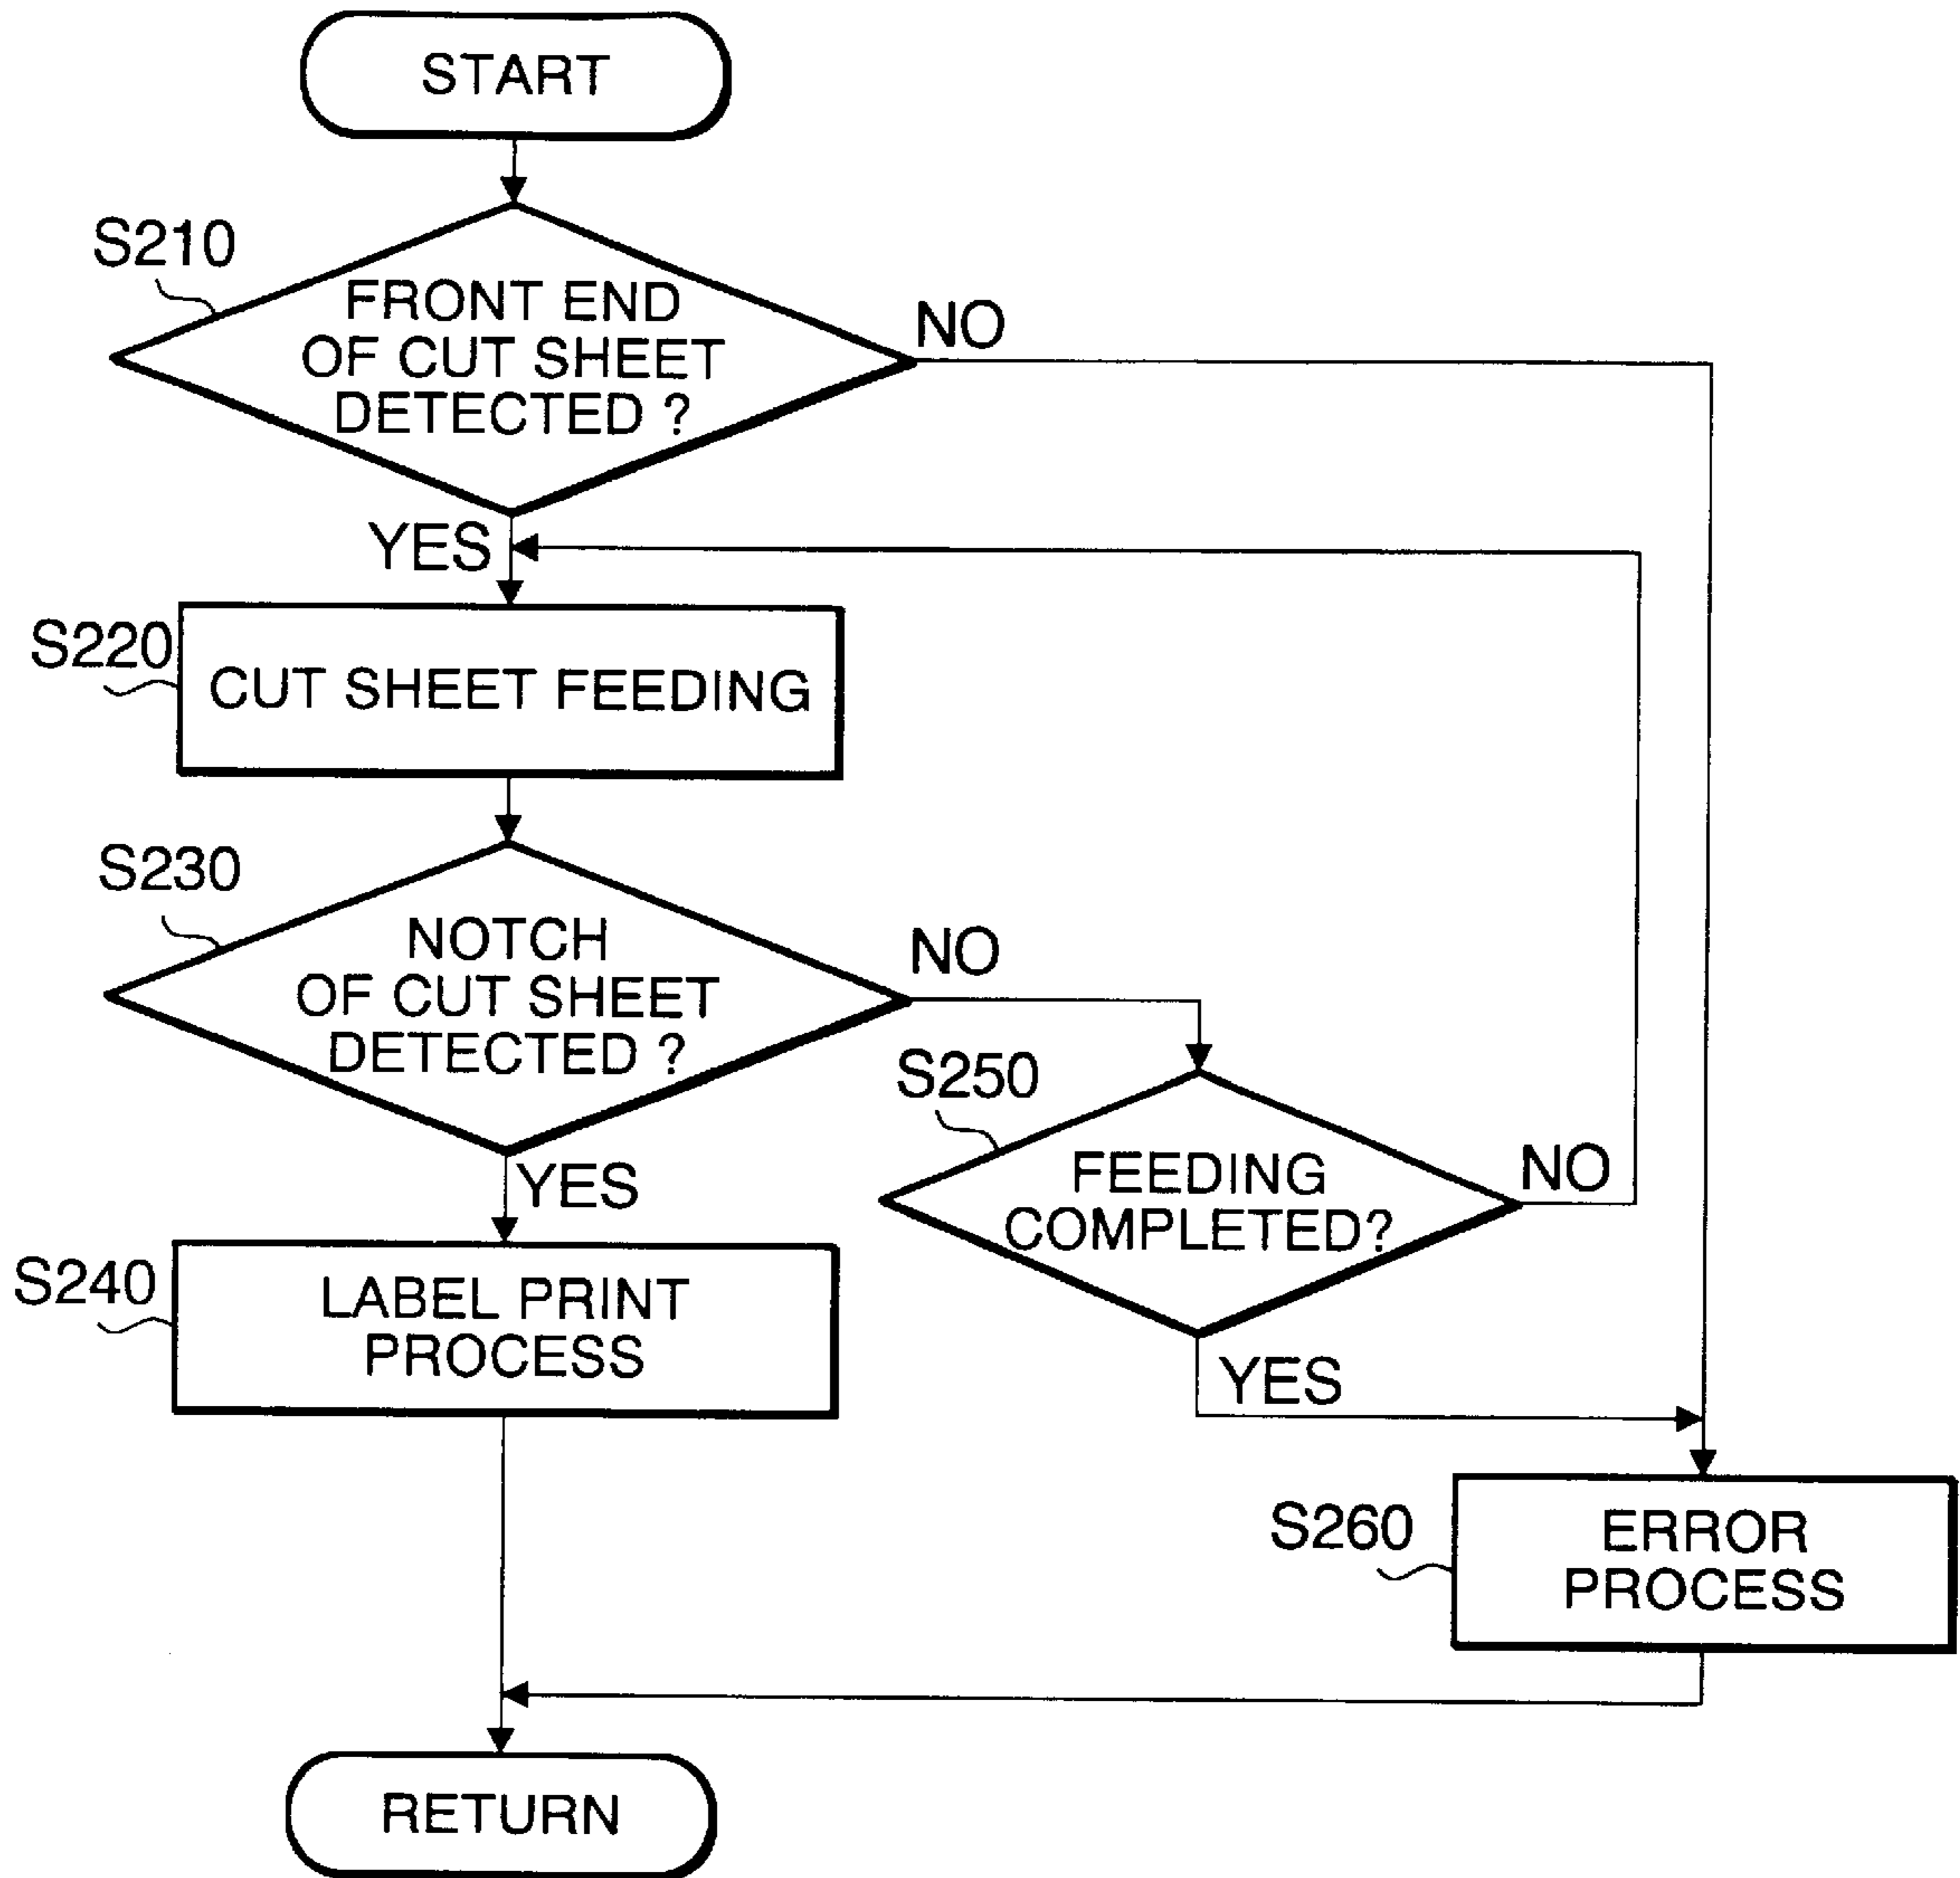 START
S210
FRONT END
OF CUT SHEET
DETECTED ?
NO
YES
S220
CUT SHEET FEEDING
S230
NOTCH
OF CUT SHEET
DETECTED ?
NO
YES
S250
FEEDING
COMPLETED?
NO
YES
S240
LABEL PRINT
PROCESS
S260
ERROR
PROCESS
RETURN